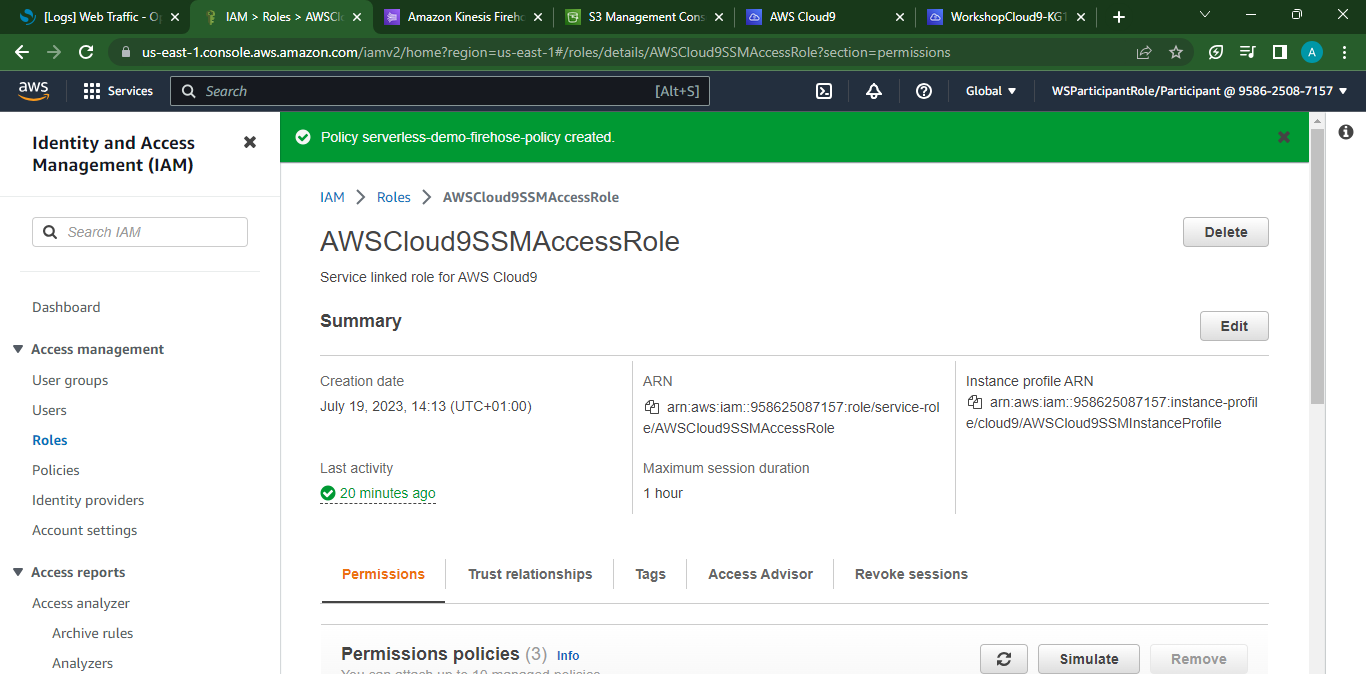 [Logs] Web Traffic - Op
IAM > Roles > AWSCl
Amazon Kinesis Fireho
S3 Management Cons
AWS Cloud9
WorkshopCloud9-KG1
us-east-1.console.aws.amazon.com/iamv2/home?region=us-east-1#/roles/details/AWSCloud9SSMAccessRole?section=permissions
A
aws
Services
Search
[Alt+S]
Global
WSParticipantRole/Participant @ 9586-2508-7157
Identity and Access
Management (IAM)
Search IAM
Dashboard
Access management
User groups
Users
Roles
Policies
Identity providers
Account settings
Access reports
Access analyzer
Archive rules
Analyzers
Policy serverless-demo-firehose-policy created.
IAM > Roles > AWSCloud9SSMAccessRole
AWSCloud9SSMAccessRole
Delete
Service linked role for AWS Cloud9
Summary
Edit
Creation date
July 19, 2023, 14:13 (UTC+01:00)
Last activity
20 minutes ago
ARN
arn:aws:iam::958625087157:role/service-rol
e/AWSCloud9SSMAccessRole
Maximum session duration
1 hour
Instance profile ARN
arn:aws:iam::958625087157:instance-profil
e/cloud9/AWSCloud9SSMInstanceProfile
Permissions
Trust relationships
Tags
Access Advisor
Revoke sessions
Permissions policies (3) Info
Simulate
Remove
You can attach up to 10 managed policies.